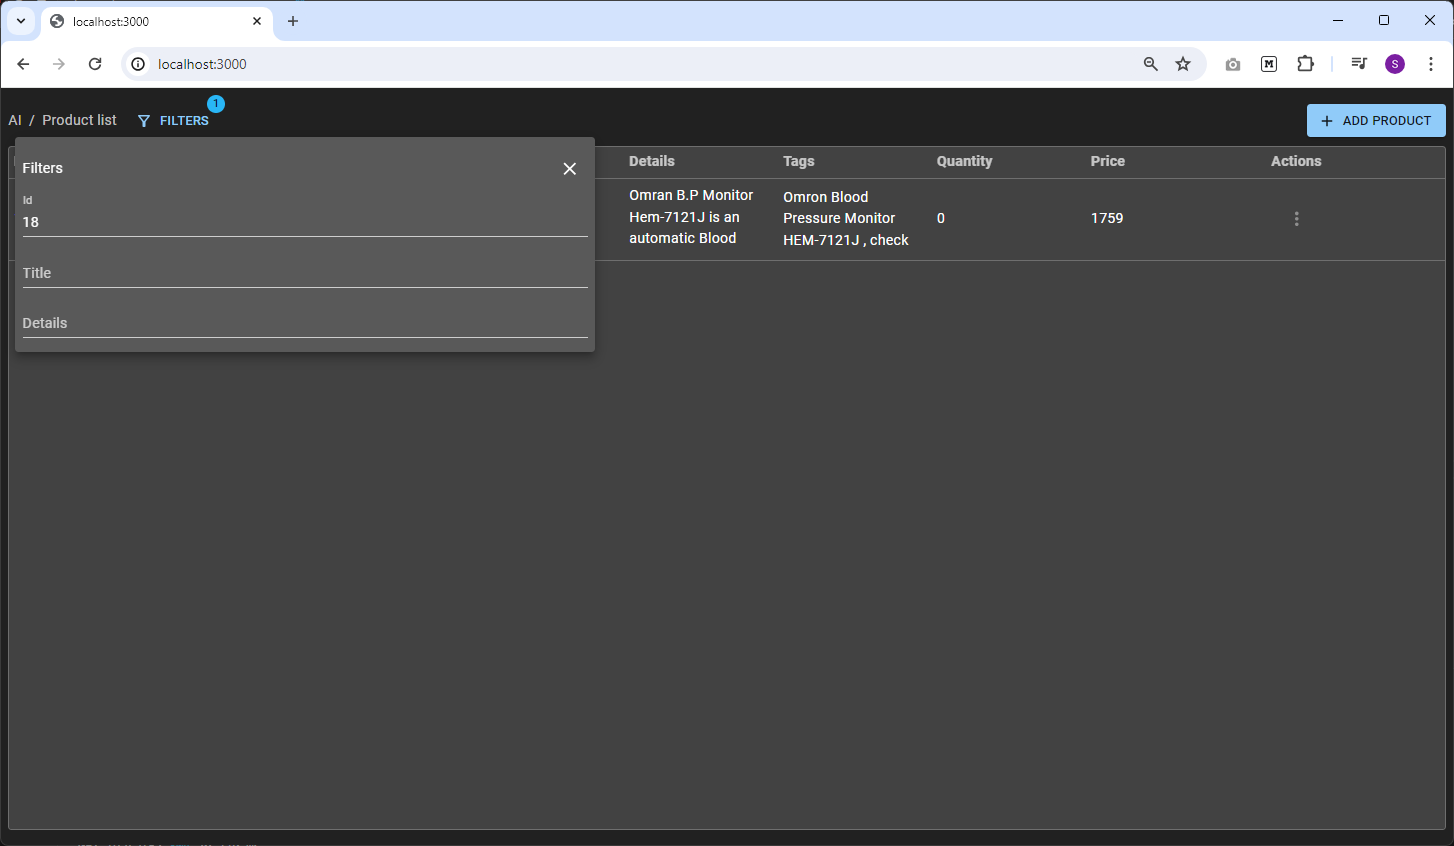 localhost:3000
localhost:3000
M
S
AI / Product list
FILTERS
1
ADD PRODUCT
Filters
Id
18
Title
Details
Details
Tags
Quantity
Price
Actions
Omran B.P Monitor
Hem-7121J is an
automatic Blood
Omron Blood
Pressure Monitor
HEM-7121J , check
0
1759